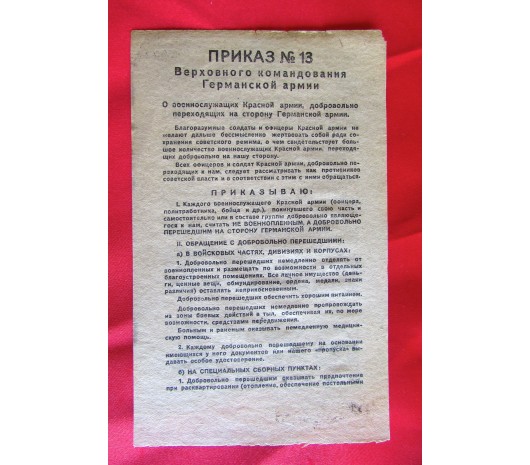 ПРИКАЗ № 13
Верховного командования
Германской армии
О военнослужащих Красной армии, добровольно
переходящих на сторону Германской армии.
Благоразумные солдаты и офицеры Красной армии не
желают дальше бессмысленно жертвовать собой ради со-
хранения советского режима, о чем свидетельствует боль-
шое количество военнослужащих Красной армии, переходя-
щих добровольно на нашу сторону.
Всех офицеров и солдат Красной армии, добровольно пе-
реходящих к нам, следует рассматривать как противников
советской власти и в соответствии с этим с ними обращаться.
ПРИКАЗЫВАЮ:
I. Каждого военнослужащего Красной армии (офицера,
политработника, бойца и др.), покинувшего свою часть и
самостоятельно или в составе группы добровольно являюще-
гося к нам, считать НЕ ВОЕННОПЛЕННЫМ, А ДОБРОВОЛЬНО
ПЕРЕШЕДШИМ НА СТОРОНУ ГЕРМАНСКОЙ АРМИИ.
II. ОБРАЩЕНИЕ С ДОБРОВОЛЬНО ПЕРЕШЕДШИМИ:
а) В ВОЙСКОВЫХ ЧАСТЯХ, ДИВИЗИЯХ И КОРПУСАХ:
1. Добровольно перешедших немедленно отделять от
военнопленных и размещать по возможности в отдельных
благоустроенных помещениях. Все личное имущество (день-
ги, ценные вещи, обмундирование, ордена, медали, знаки
различия) оставлять неприкосновенным.
Добровольно перешедших обеспечить хорошим питанием.
Добровольно перешедших немедленно препровождать
из зоны боевых действий в тыл, обеспечивая их, по мере
возможности, средствами передвижения.
Больным и раненым оказывать немедленную медицин-
скую помощь.
2. Каждому добровольно перешедшему на основании
имеющихся у него документов или нашего «пропуска» вы-
давать особое удостоверение.
б) НА СПЕЦИАЛЬНЫХ СБОРНЫХ ПУНКТАХ:
1. Добровольно перешедшим оказывать предпочтение
при расквартировании (отопление, обеспечение постельными